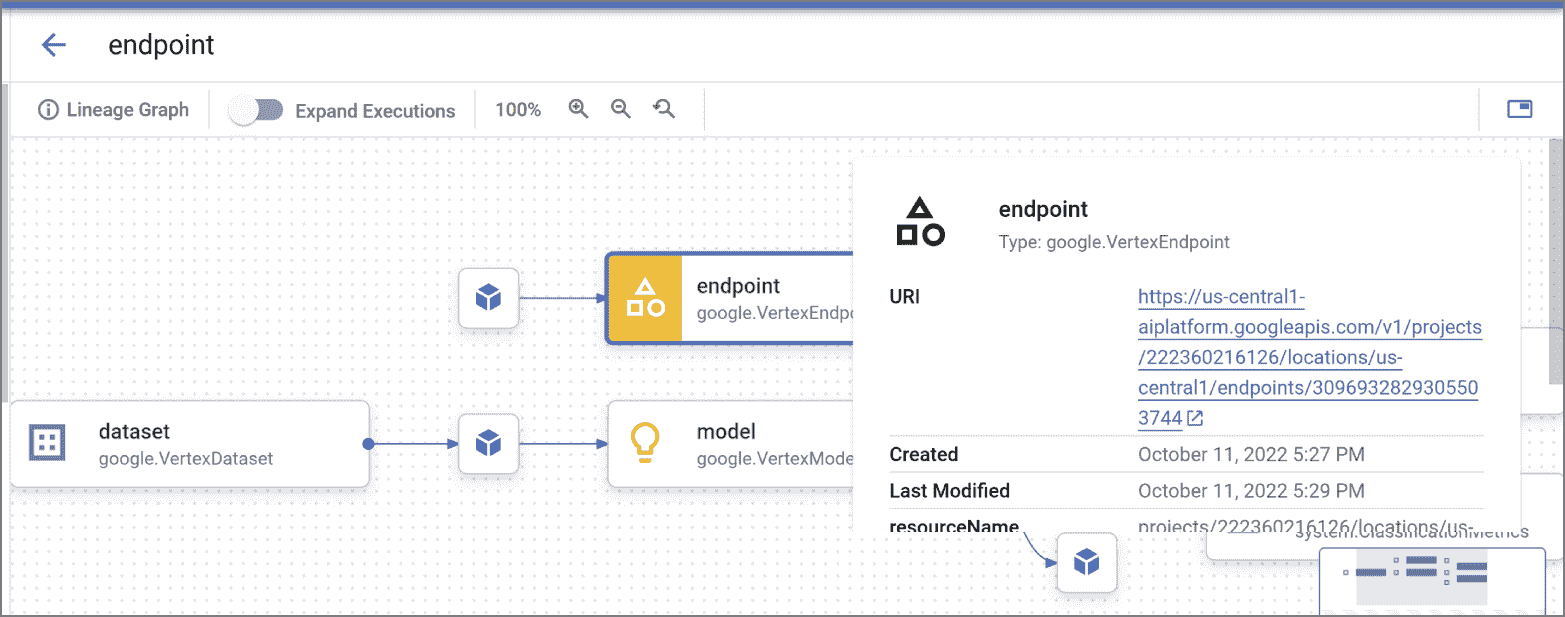 endpoint
Lineage Graph
Expand Executions
100%
endpoint
Type: google.VertexEndpoint
URI
https://us-central1-
aiplatform.googleapis.com/v1/projects
/222360216126/locations/us-
central1/endpoints/309693282930550
3744
Created
October 11, 2022 5:27 PM
Last Modified
October 11, 2022 5:29 PM
resourceName
projects/222360216126/locations/us-
endpoint
google.VertexEndpo
dataset
google.VertexDataset
model
google.VertexMode
system.ClassificationMetrics